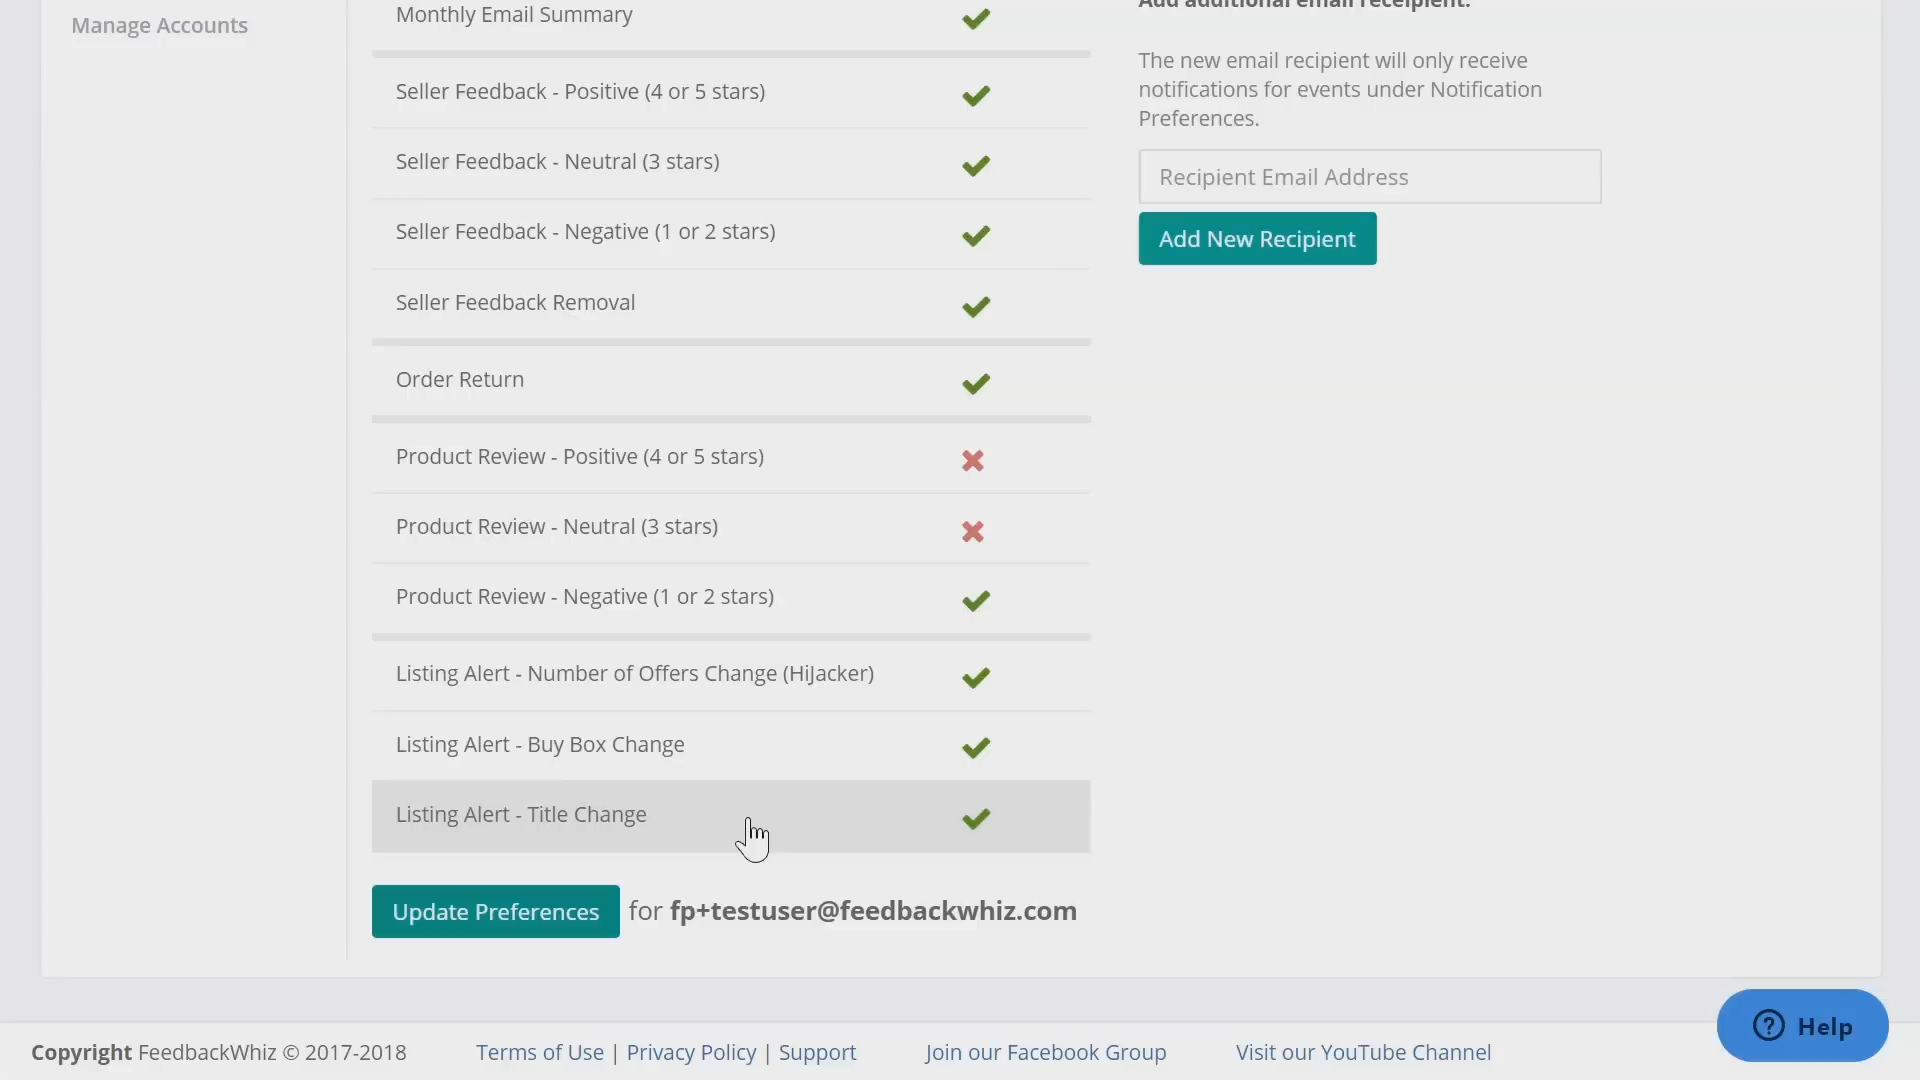 Manage Accounts
Monthly Email Summary
Seller Feedback - Positive (4 or 5 stars)
Seller Feedback - Neutral (3 stars)
Seller Feedback - Negative (1 or 2 stars)
Seller Feedback Removal
Order Return
Product Review - Positive (4 or 5 stars)
Product Review - Neutral (3 stars)
Product Review - Negative (1 or 2 stars)
Listing Alert - Number of Offers Change (HiJacker)
Listing Alert - Buy Box Change
Listing Alert - Title Change
Update Preferences for fp+testuser@feedbackwhiz.com
Add additional email receipient.
The new email recipient will only receive
notifications for events under Notification
Preferences.
Recipient Email Address
Add New Recipient
Help
Copyright FeedbackWhiz © 2017-2018 Terms of Use | Privacy Policy | Support Join our Facebook Group Visit our YouTube Channel